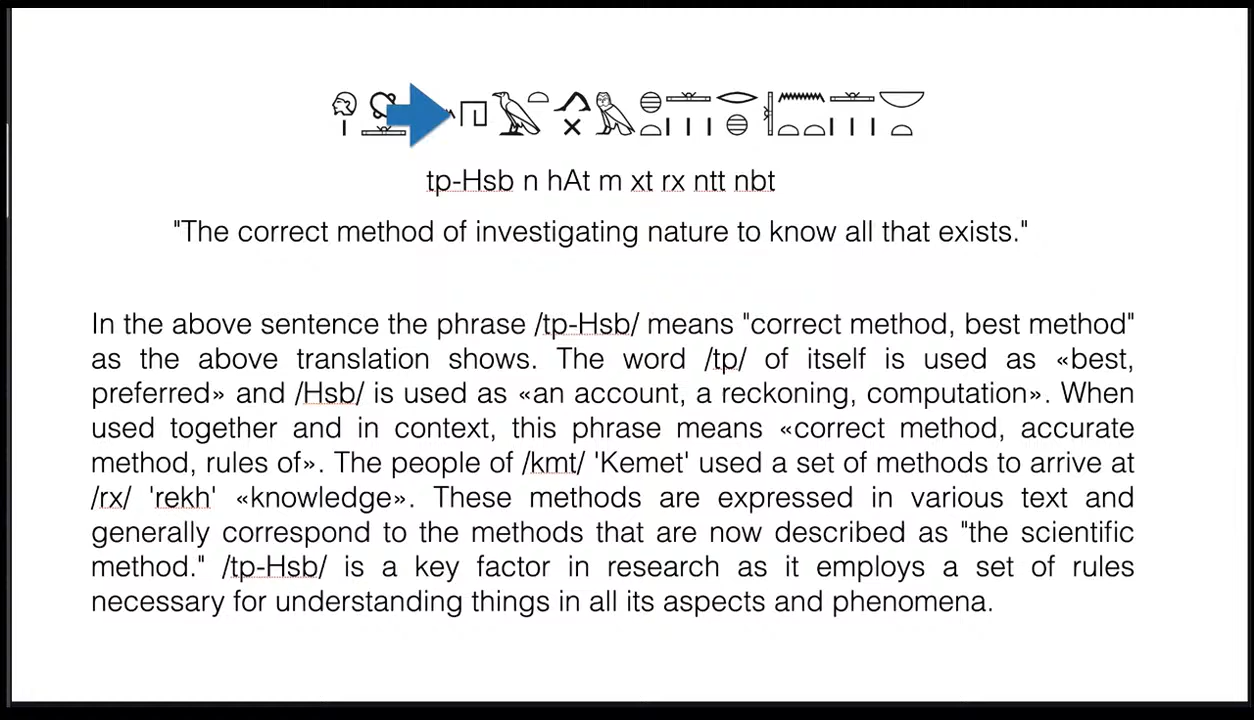 tp-Hsb n hAt m xt rx ntt nbt
"The correct method of investigating nature to know all that exists."
In the above sentence the phrase /tp-Hsb/ means "correct method, best method"
as the above translation shows. The word /tp/ of itself is used as «best,
preferred» and /Hsb/ is used as «an account, a reckoning, computation». When
used together and in context, this phrase means «correct method, accurate
method, rules of». The people of /kmt/ 'Kemet' used a set of methods to arrive at
/rx/ 'rekh' «knowledge». These methods are expressed in various text and
generally correspond to the methods that are now described as "the scientific
method." /tp-Hsb/ is a key factor in research as it employs a set of rules
necessary for understanding things in all its aspects and phenomena.